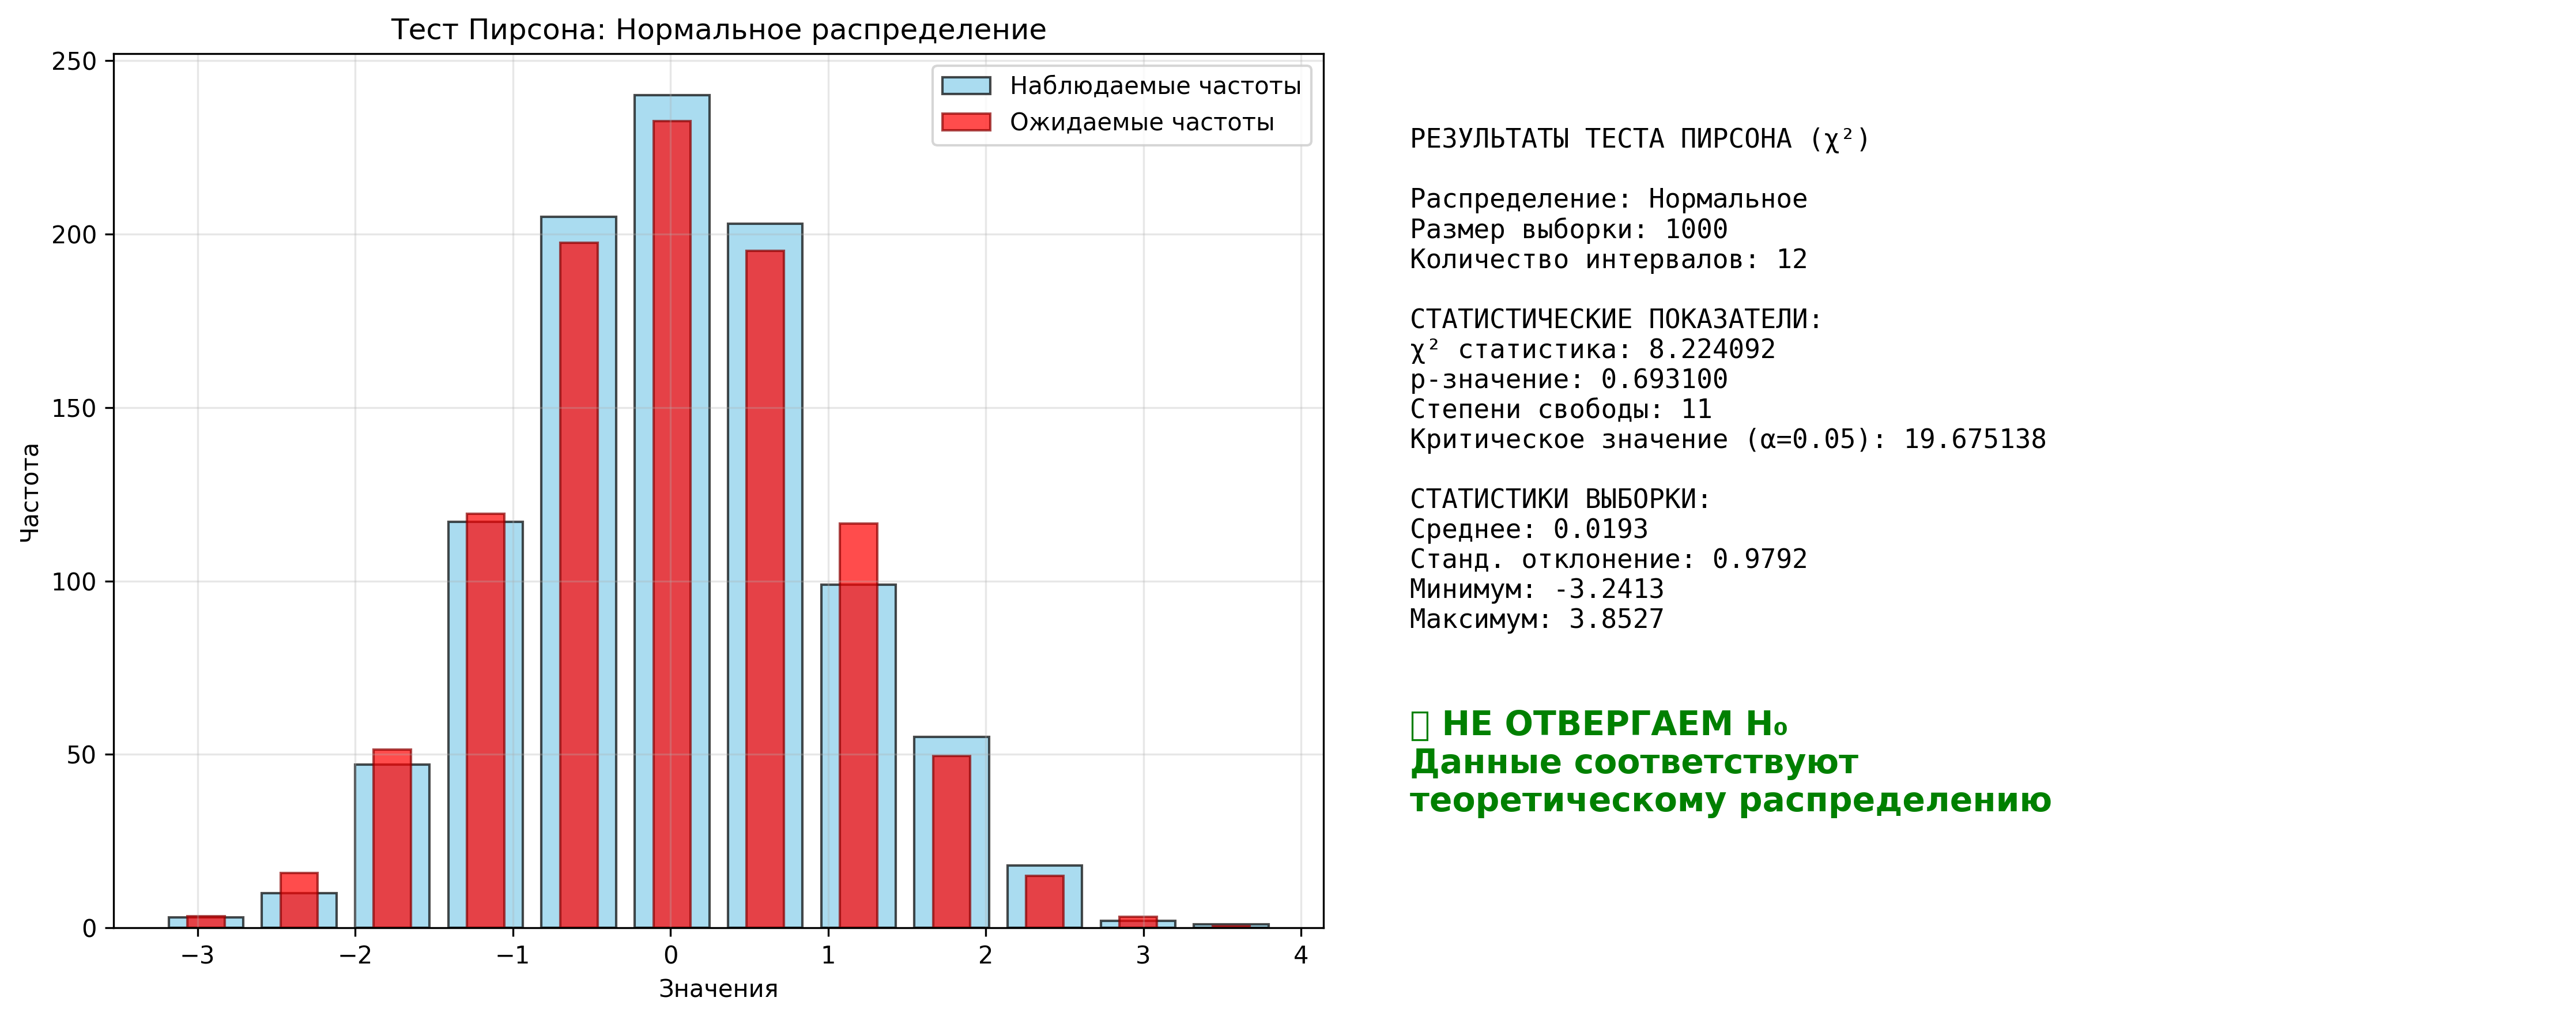 Тест Пирсона: Нормальное распределение
Наблюдаемые частоты
Ожидаемые частоты
250
200
150
100
50
0
Частота
−3
−2
−1
0
1
2
3
4
Значения
РЕЗУЛЬТАТЫ ТЕСТА ПИРСОНА (χ²)
Распределение: Нормальное
Размер выборки: 1000
Количество интервалов: 12
СТАТИСТИЧЕСКИЕ ПОКАЗАТЕЛИ:
χ² статистика: 8.224092
p-значение: 0.693100
Степени свободы: 11
Критическое значение (α=0.05): 19.675138
СТАТИСТИКИ ВЫБОРКИ:
Среднее: 0.0193
Станд. отклонение: 0.9792
Минимум: -3.2413
Максимум: 3.8527
НЕ ОТВЕРГАЕМ H₀
Данные соответствуют
теоретическому распределению